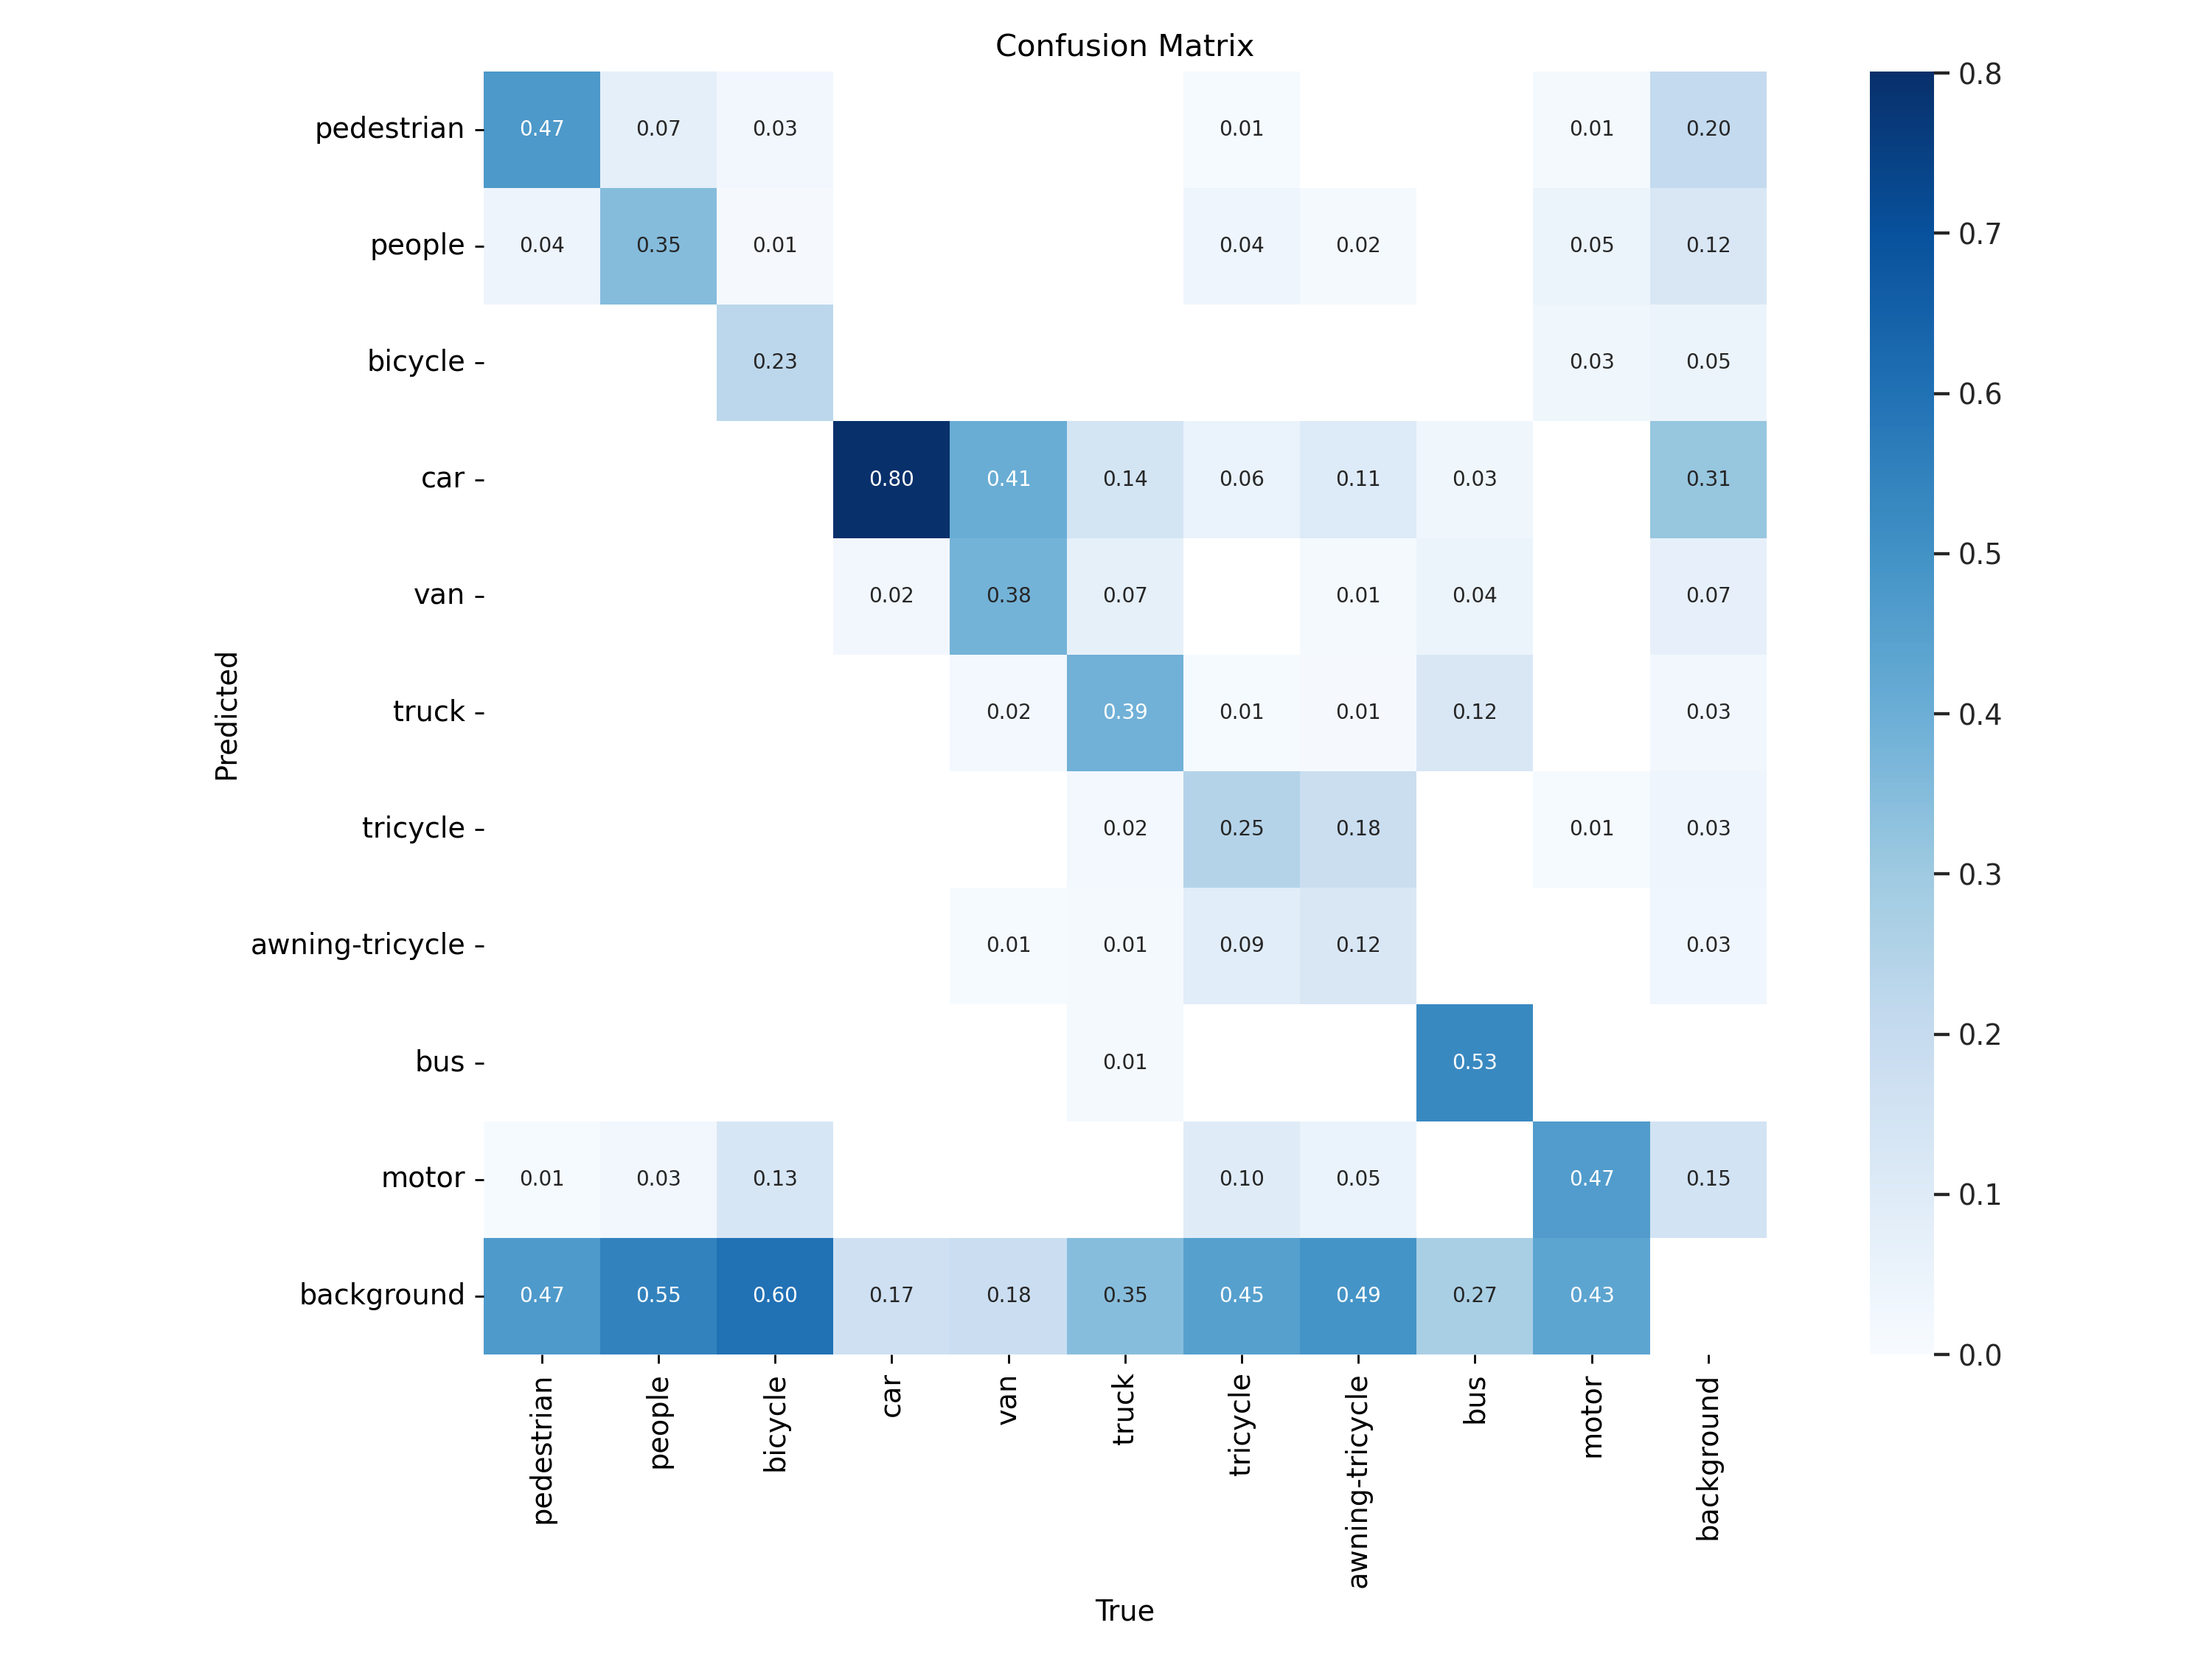 Confusion Matrix
pedestrian 0.47 0.07 0.03 0.01 0.01 0.20
people 0.04 0.35 0.01 0.04 0.02 0.05 0.12
bicycle 0.23 0.03 0.05
car 0.80 0.41 0.14 0.06 0.11 0.03 0.31
van 0.02 0.38 0.07 0.01 0.04 0.07
truck 0.02 0.39 0.01 0.01 0.12 0.03
tricycle 0.02 0.25 0.18 0.01 0.03
awning-tricycle 0.01 0.01 0.09 0.12 0.03
bus 0.01 0.53
motor 0.01 0.03 0.13 0.10 0.05 0.47 0.15
background 0.47 0.55 0.60 0.17 0.18 0.35 0.45 0.49 0.27 0.43
Predicted
pedestrian
people
bicycle
car
van
truck
tricycle
awning-tricycle
bus
motor
background
True
0.8
0.7
0.6
0.5
0.4
0.3
0.2
0.1
0.0